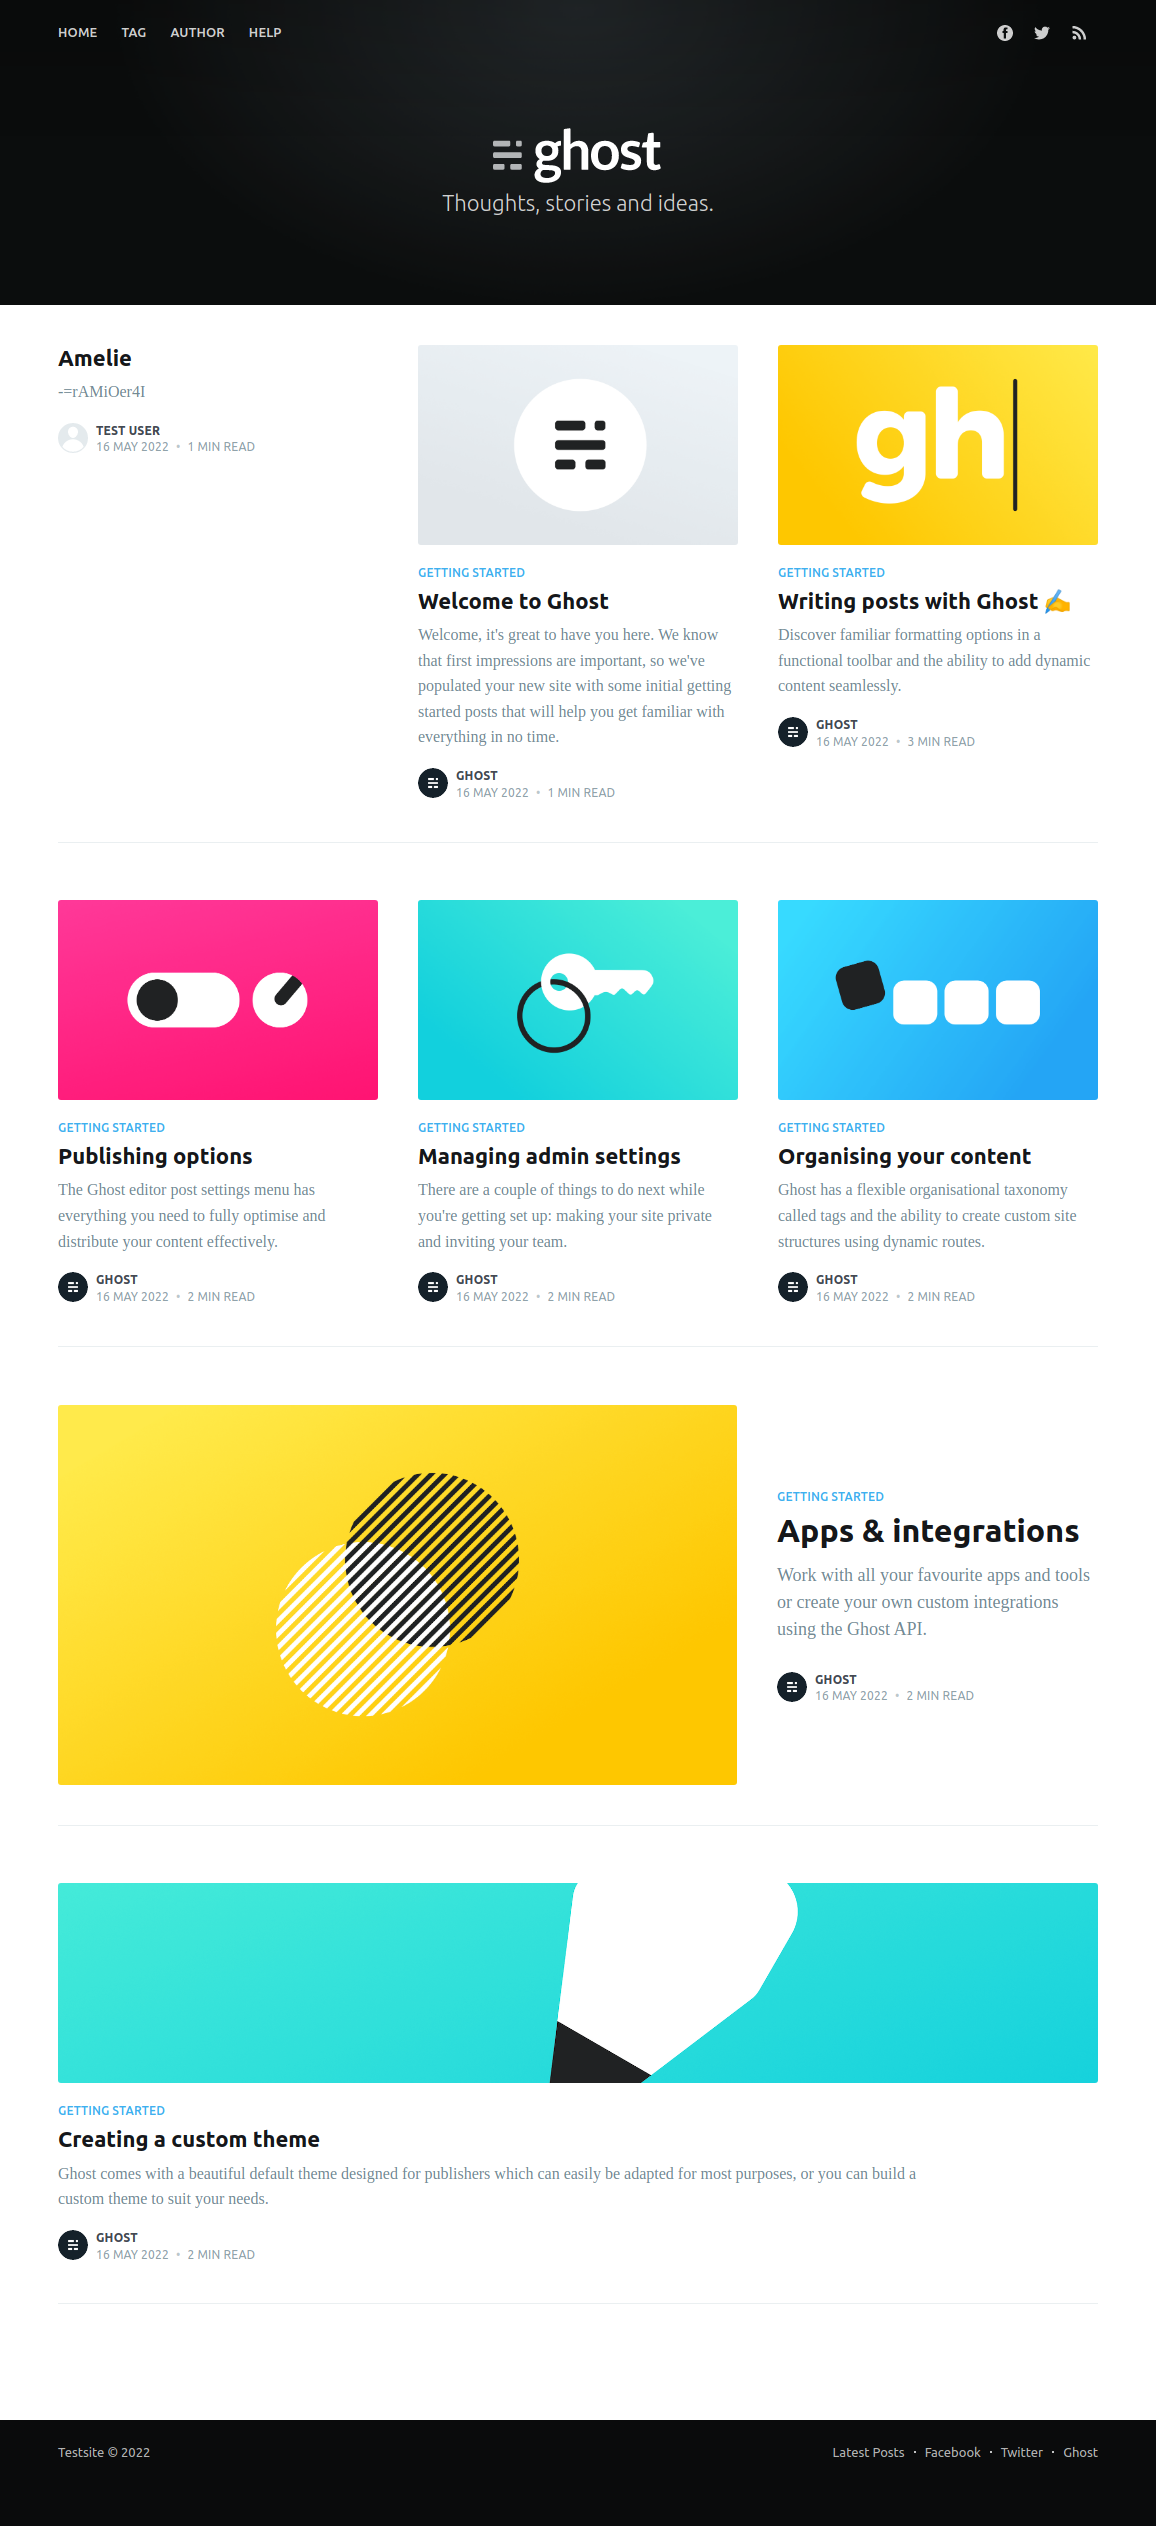 HOME TAG AUTHOR HELP
ghost
Thoughts, stories and ideas.
Amelie
-=rAMiOer4I
TEST USER
16 MAY 2022 • 1 MIN READ
GETTING STARTED
Welcome to Ghost
Welcome, it's great to have you here. We know
that first impressions are important, so we've
populated your new site with some initial getting
started posts that will help you get familiar with
everything in no time.
GHOST
16 MAY 2022 • 1 MIN READ
gh
GETTING STARTED
Writing posts with Ghost ✍️
Discover familiar formatting options in a
functional toolbar and the ability to add dynamic
content seamlessly.
GHOST
16 MAY 2022 • 3 MIN READ
GETTING STARTED
Publishing options
The Ghost editor post settings menu has
everything you need to fully optimise and
distribute your content effectively.
GHOST
16 MAY 2022 • 2 MIN READ
GETTING STARTED
Managing admin settings
There are a couple of things to do next while
you're getting set up: making your site private
and inviting your team.
GHOST
16 MAY 2022 • 2 MIN READ
GETTING STARTED
Organising your content
Ghost has a flexible organisational taxonomy
called tags and the ability to create custom site
structures using dynamic routes.
GHOST
16 MAY 2022 • 2 MIN READ
GETTING STARTED
Apps & integrations
Work with all your favourite apps and tools
or create your own custom integrations
using the Ghost API.
GHOST
16 MAY 2022 • 2 MIN READ
GETTING STARTED
Creating a custom theme
Ghost comes with a beautiful default theme designed for publishers which can easily be adapted for most purposes, or you can build a
custom theme to suit your needs.
GHOST
16 MAY 2022 • 2 MIN READ
Testsite © 2022
Latest Posts · Facebook · Twitter · Ghost